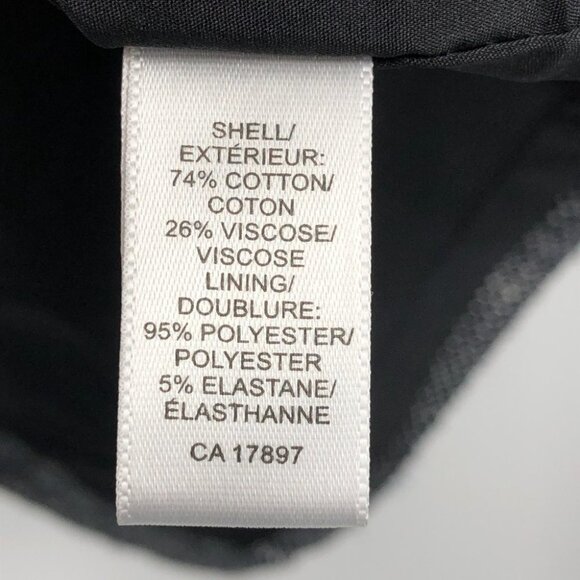 SHELL/
EXTÉRIEUR:
74% COTTON/
COTON
26% VISCOSE/
VISCOSE
LINING/
DOUBLURE:
95% POLYESTER/
POLYESTER
5% ELASTANE/
ÉLASTHANNE
CA 17897